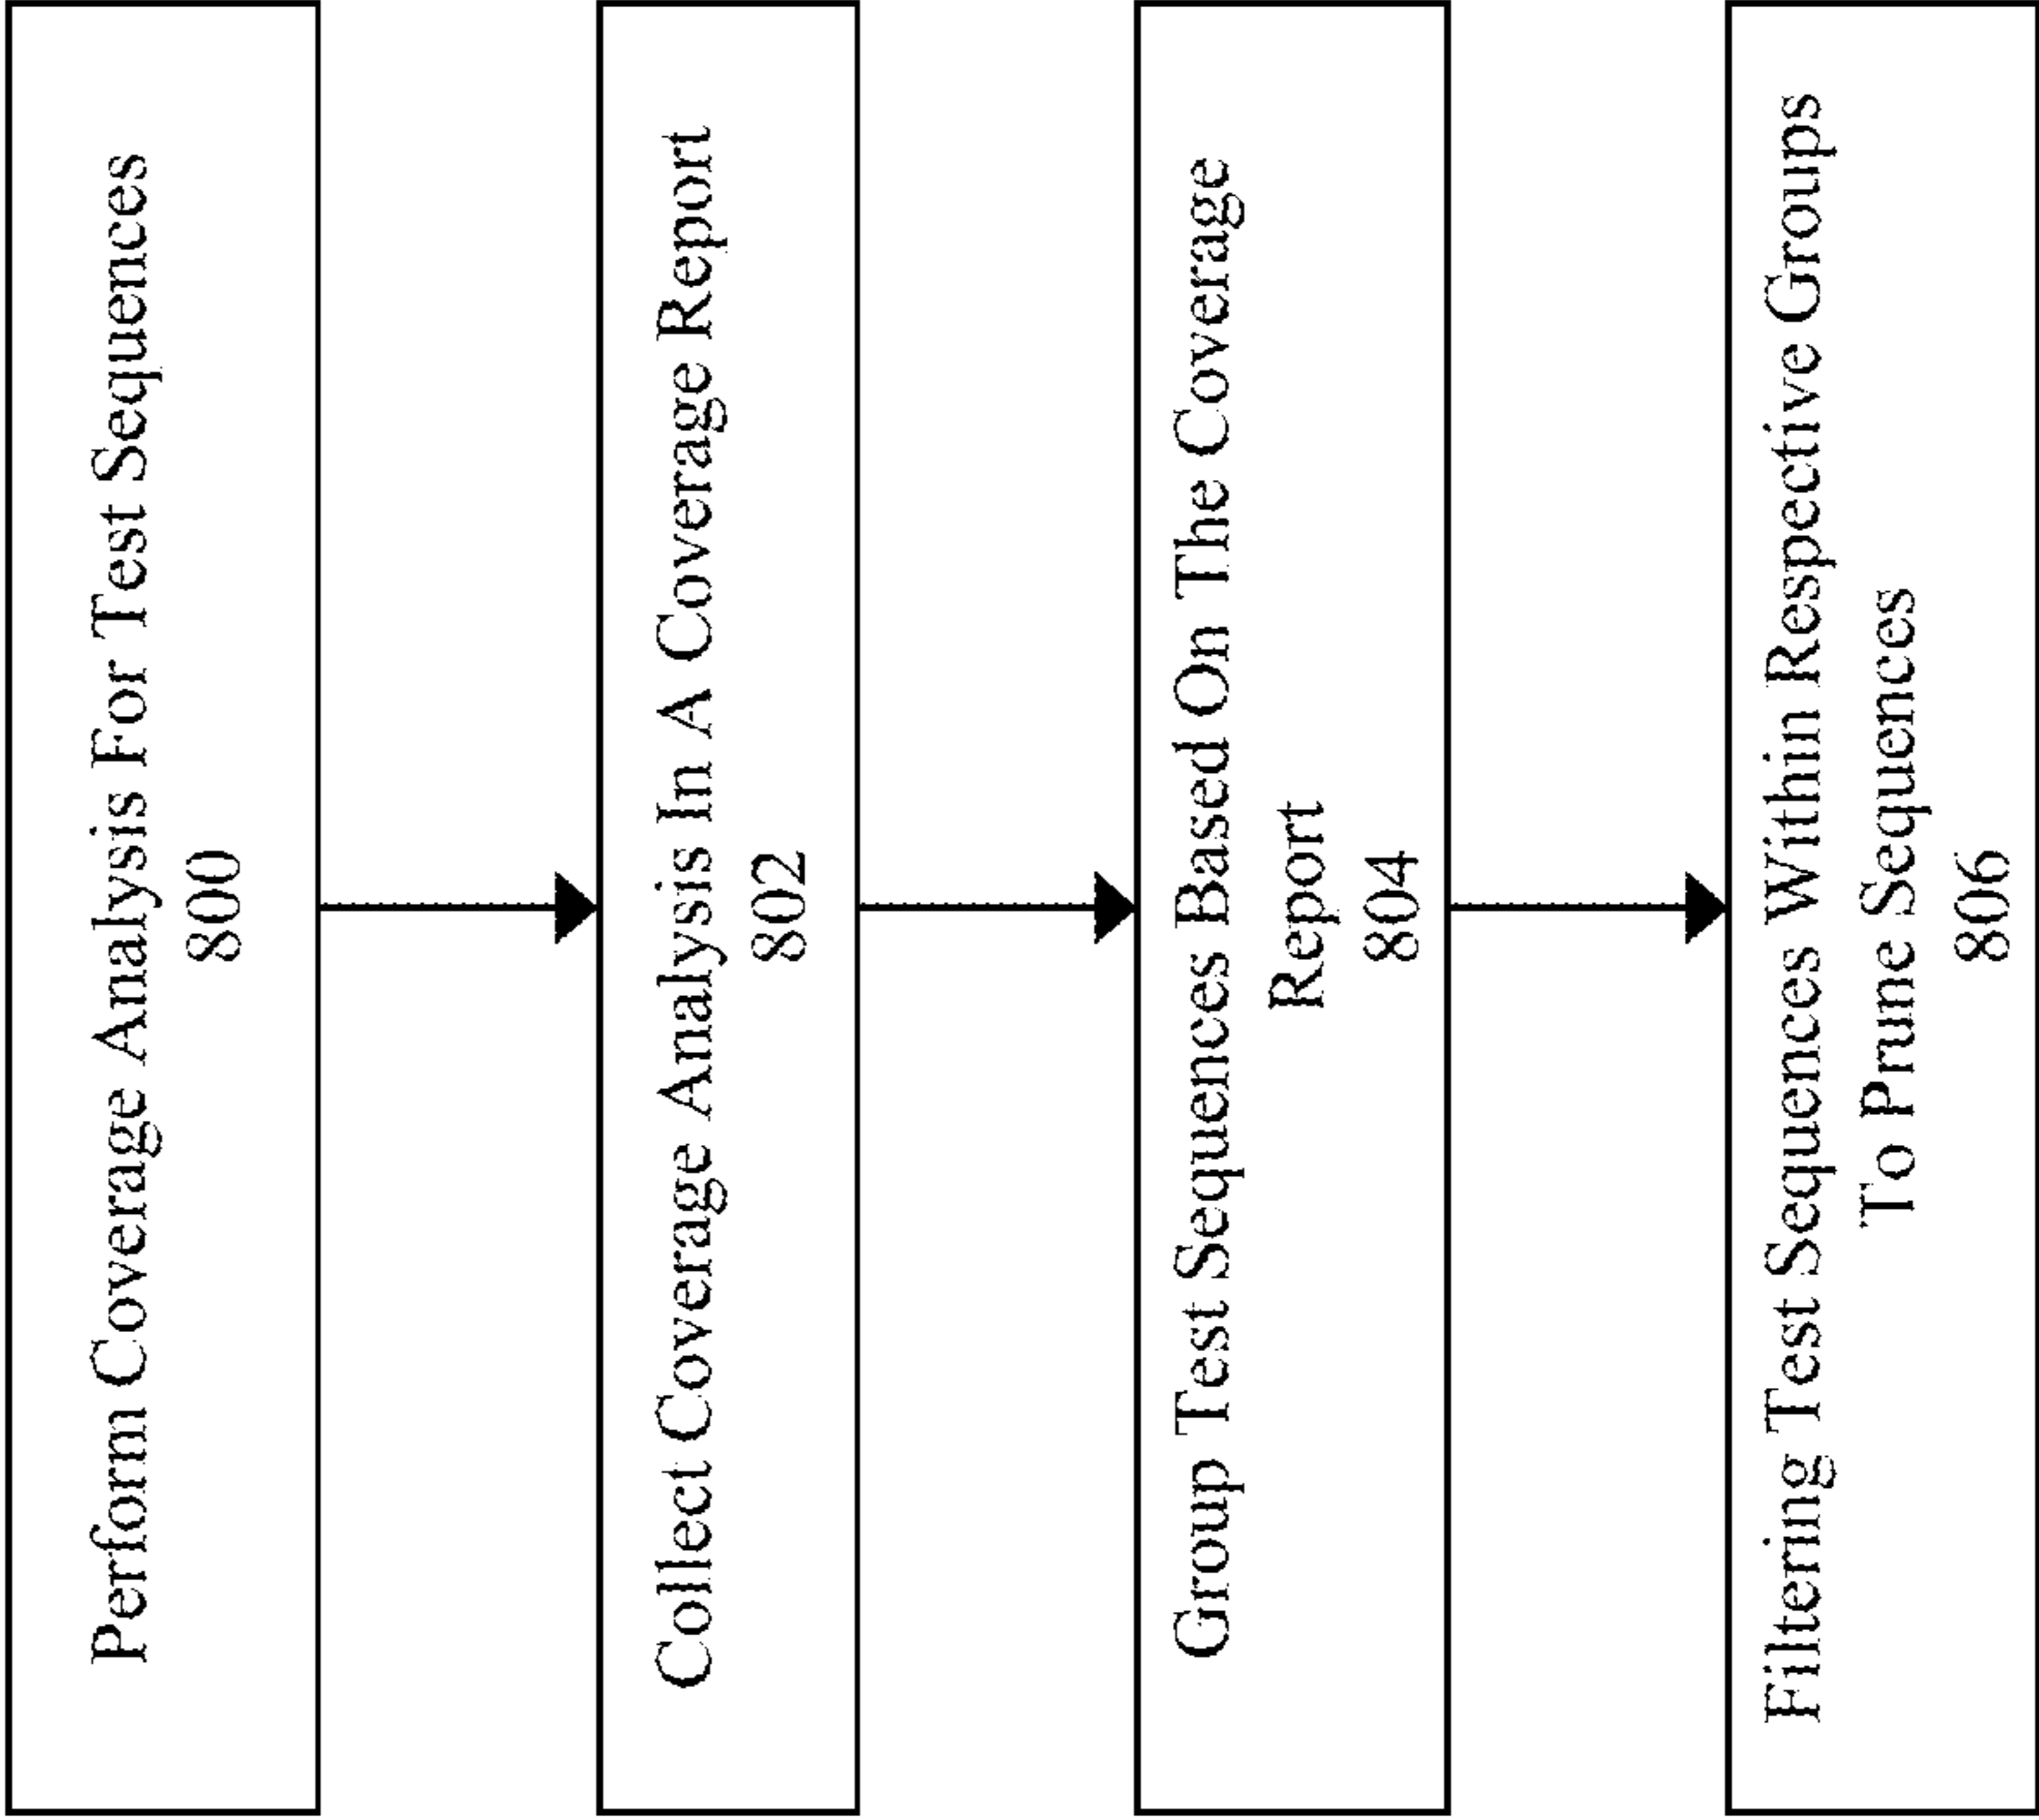 Perform Coverage Analysis For Test Sequences
800
Collect Coverage Analysis In A Coverage Report
802
Group Test Sequences Based On The Coverage
Report
804
Filtering Test Sequences Within Respective Groups
To Prune Sequences
806